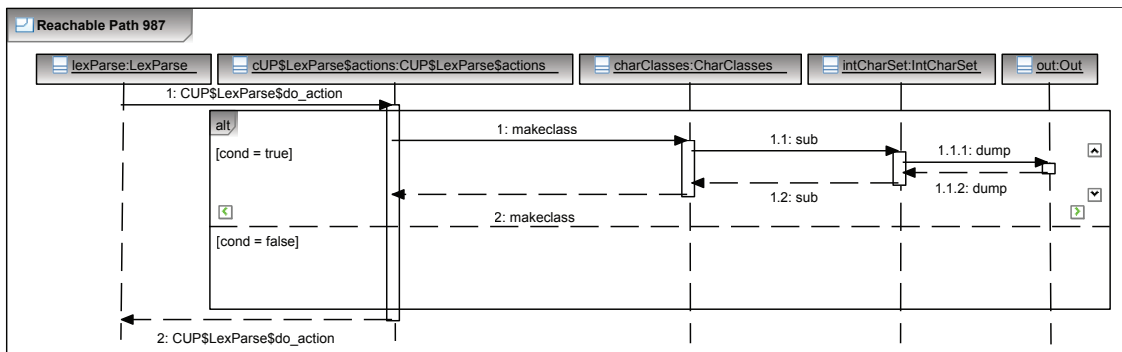 Reachable Path 987
lexParse:LexParse
cUP$LexParse$actions:CUP$LexParse$actions
charClasses:CharClasses
intCharSet:IntCharSet
out:Out
1: CUP$LexParse$do_action
alt
1: makeclass
1.1: sub
[cond = true]
1.1.1: dump
1.1.2: dump
1.2: sub
2: makeclass
[cond = false]
2: CUP$LexParse$do_action